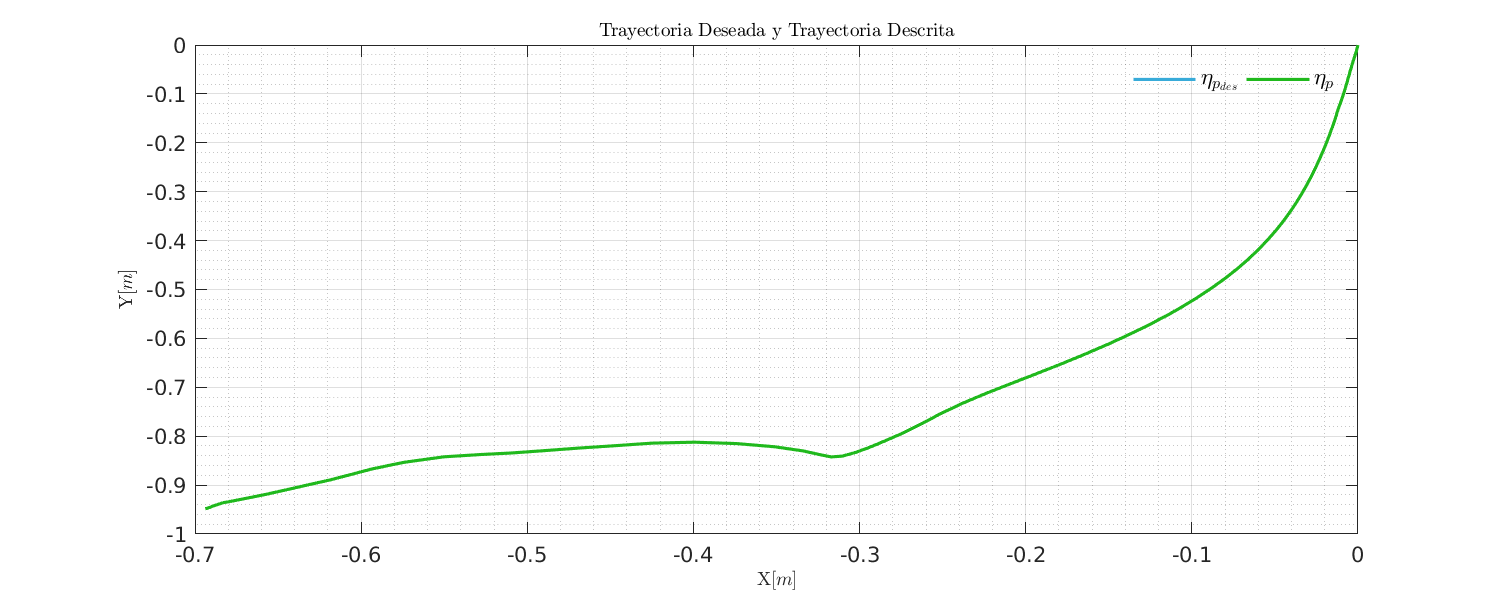 Trayectoria Deseada y Trayectoria Descrita
η_{p_{des}} η_p
0
-0.1
-0.2
-0.3
-0.4
-0.5
-0.6
-0.7
-0.8
-0.9
-1
Y[m]
-0.7 -0.6 -0.5 -0.4 -0.3 -0.2 -0.1 0
X[m]